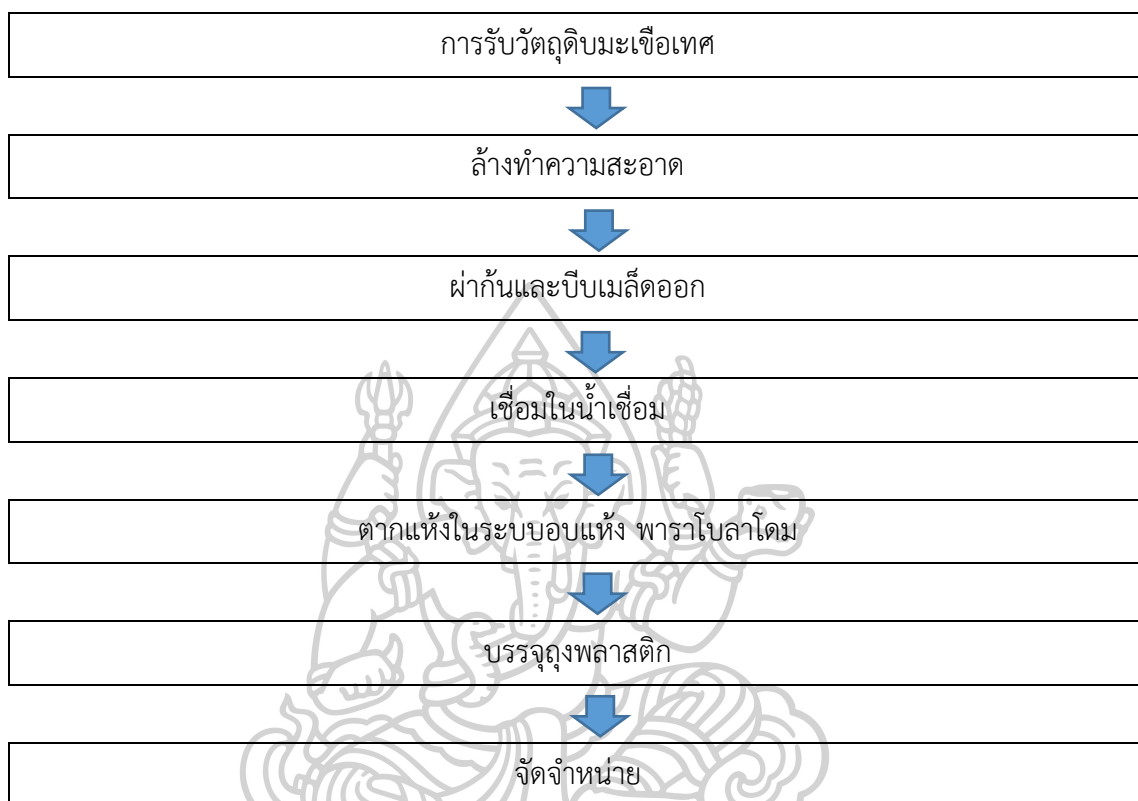 การรับวัตถุดิบมะเขือเทศ
ล้างทำความสะอาด
ผ่าก้นและบีบเมล็ดออก
เชื่อมในน้ำเชื่อม
ตากแห้งในระบบอบแห้ง พาราโบลาโดม
บรรจุถุงพลาสติก
จัดจำหน่าย